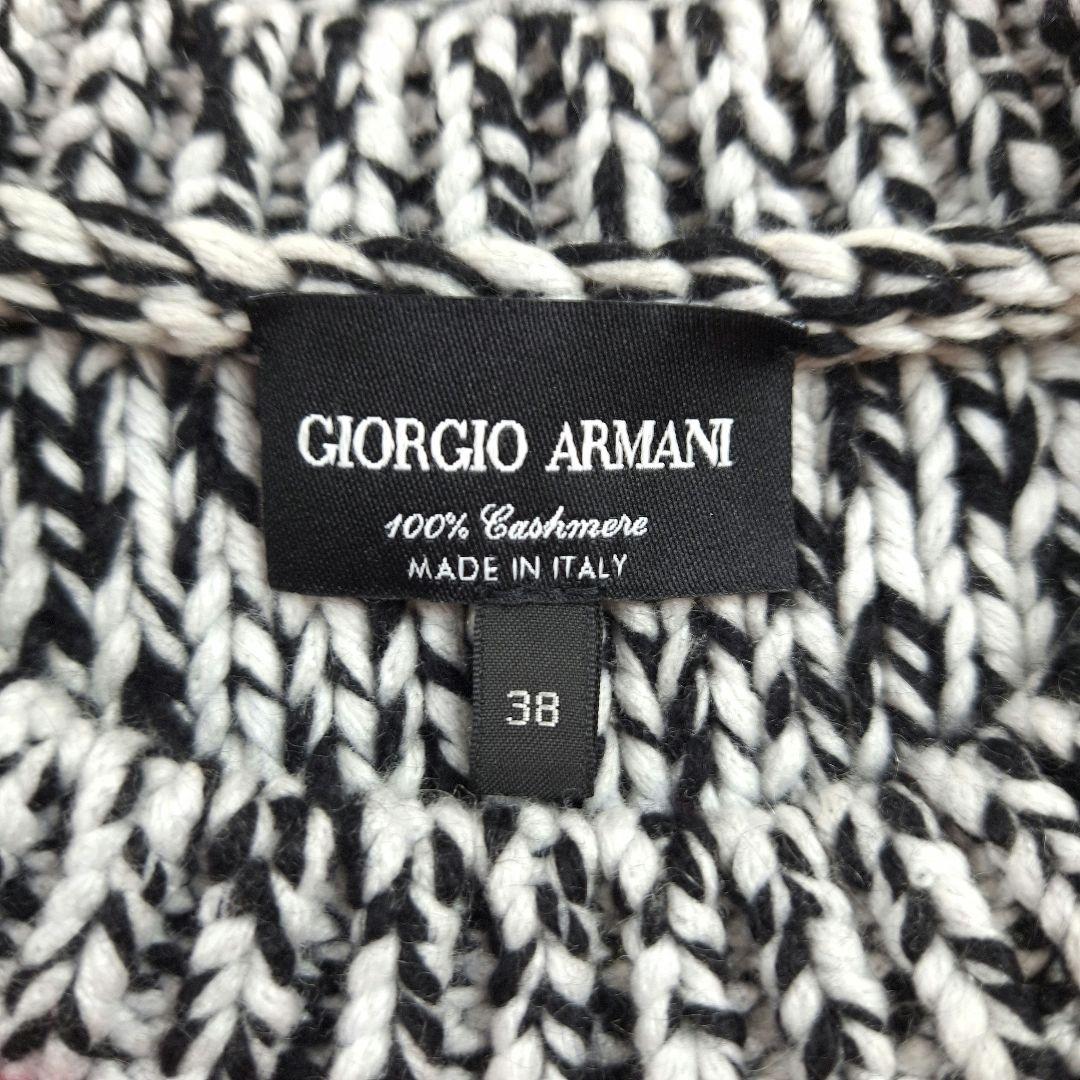 GIORGIO ARMANI
100% Cashmere
MADE IN ITALY
38